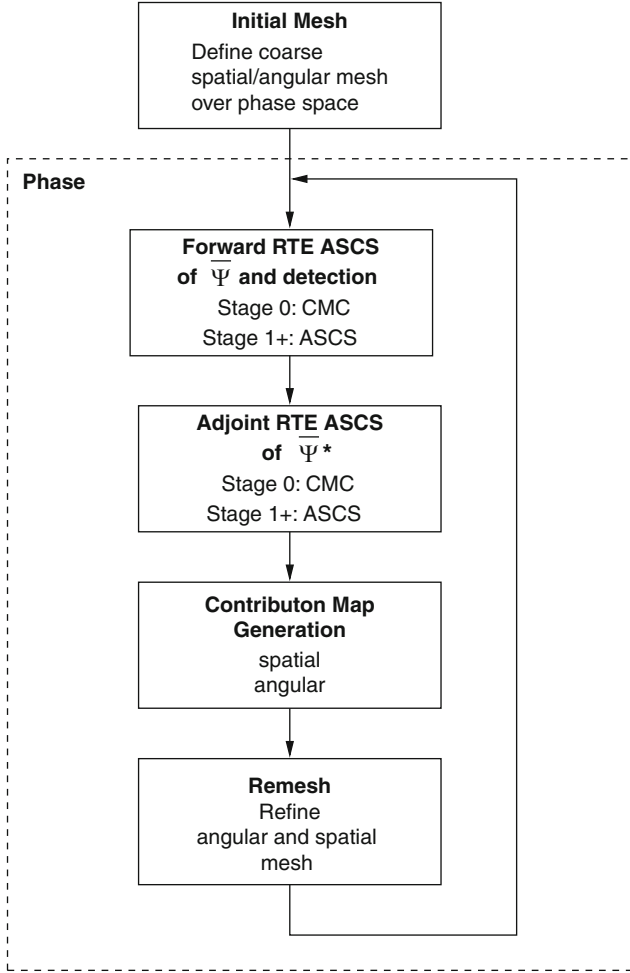 Initial Mesh
Define coarse
spatial/angular mesh
over phase space
Phase
Forward RTE ASCS
of Ψ̅ and detection
Stage 0: CMC
Stage 1+: ASCS
Adjoint RTE ASCS
of Ψ̅*
Stage 0: CMC
Stage 1+: ASCS
Contributon Map
Generation
spatial
angular
Remesh
Refine
angular and spatial
mesh